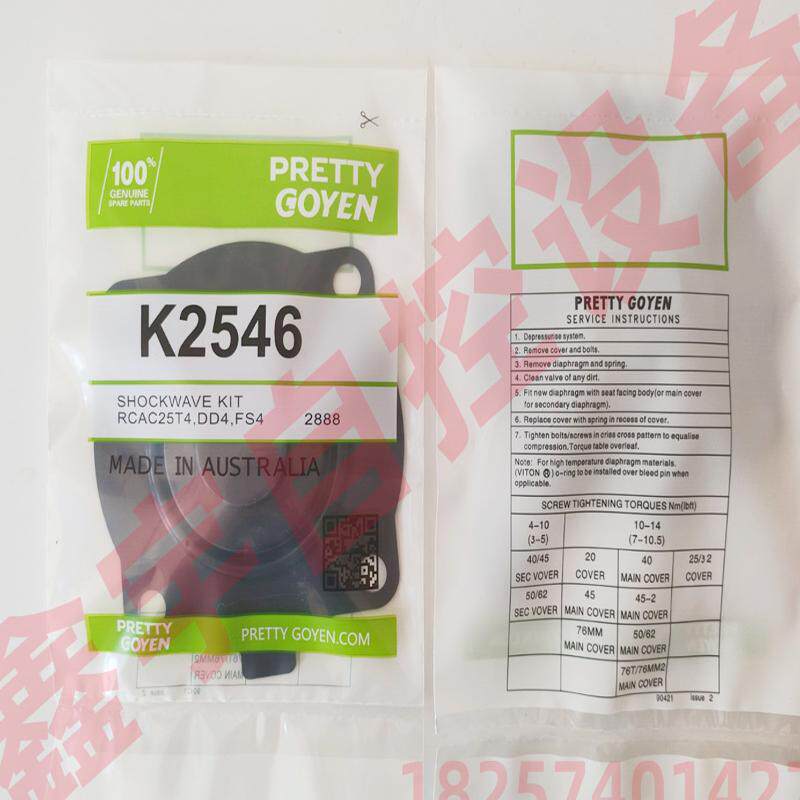 100%
GENUINE
SPARE PARTS
PRETTY
GOYEN
K2546
SHOCKWAVE KIT
RCAC25T4,DD4,FS4 2888
MADE IN AUSTRALIA
PRETTY
GOYEN
PRETTY GOYEN.COM
PRETTY GOYEN
SERVICE INSTRUCTIONS
1. Depressurise system.
2. Remove cover and bolts.
3. Remove diaphragm and spring.
4. Clean valve of any dirt.
5. Fit new diaphragm with seat facing body(or main cover
for secondary diaphragm).
6. Replace cover with spring in recess of cover.
7. Tighten bolts/screws in criss cross pattern to equalise
compression. Torque table overleaf.
Note: For high temperature diaphragm materials.
(VITON ®) o-ring to be installed over bleed pin when
applicable.
SCREW TIGHTENING TORQUES Nm(lbft)
4-10 10-14
(3-5) (7-10.5)
40/45 20 40 25/32
SEC VOVER COVER MAIN COVER COVER
50/62 45 45-2
SEC VOVER MAIN COVER MAIN COVER
76MM 50/62
MAIN COVER MAIN COVER
76T/76MM2
MAIN COVER
90421 Issue 2
鑫宇自控设备
18257401427